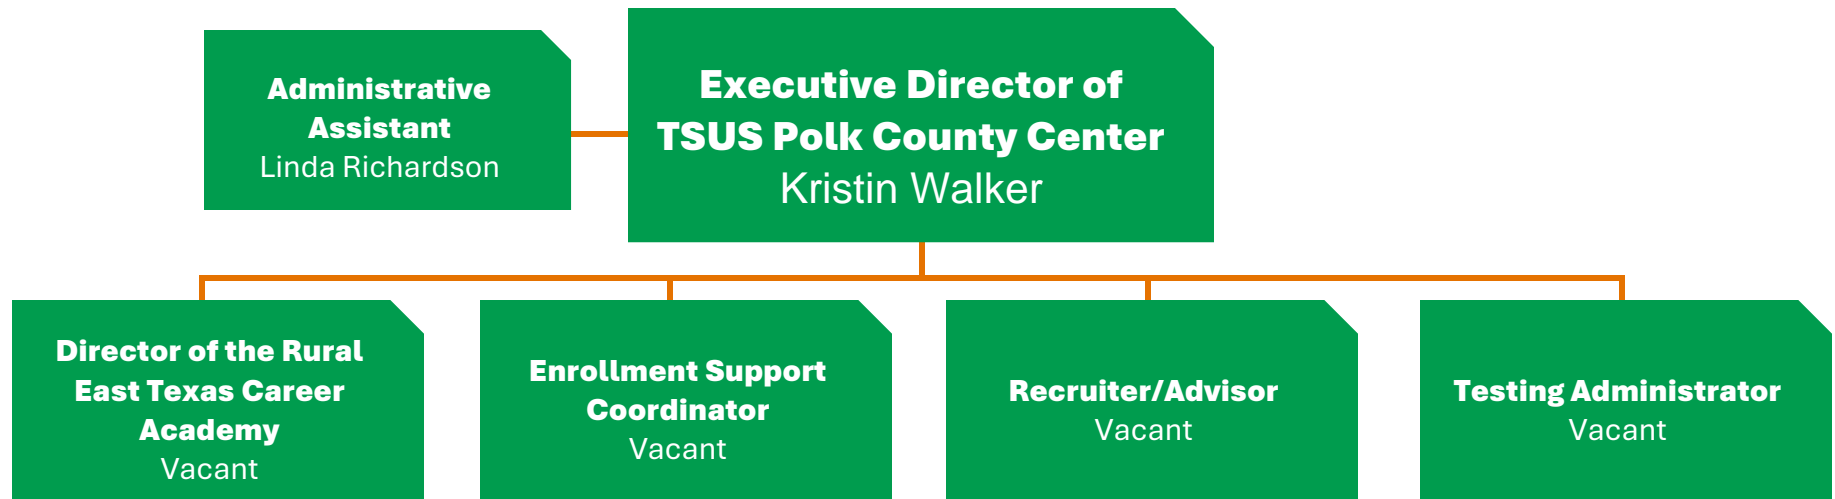 Administrative
Assistant
Linda Richardson
Executive Director of
TSUS Polk County Center
Kristin Walker
Director of the Rural
East Texas Career
Academy
Vacant
Enrollment Support
Coordinator
Vacant
Recruiter/Advisor
Vacant
Testing Administrator
Vacant